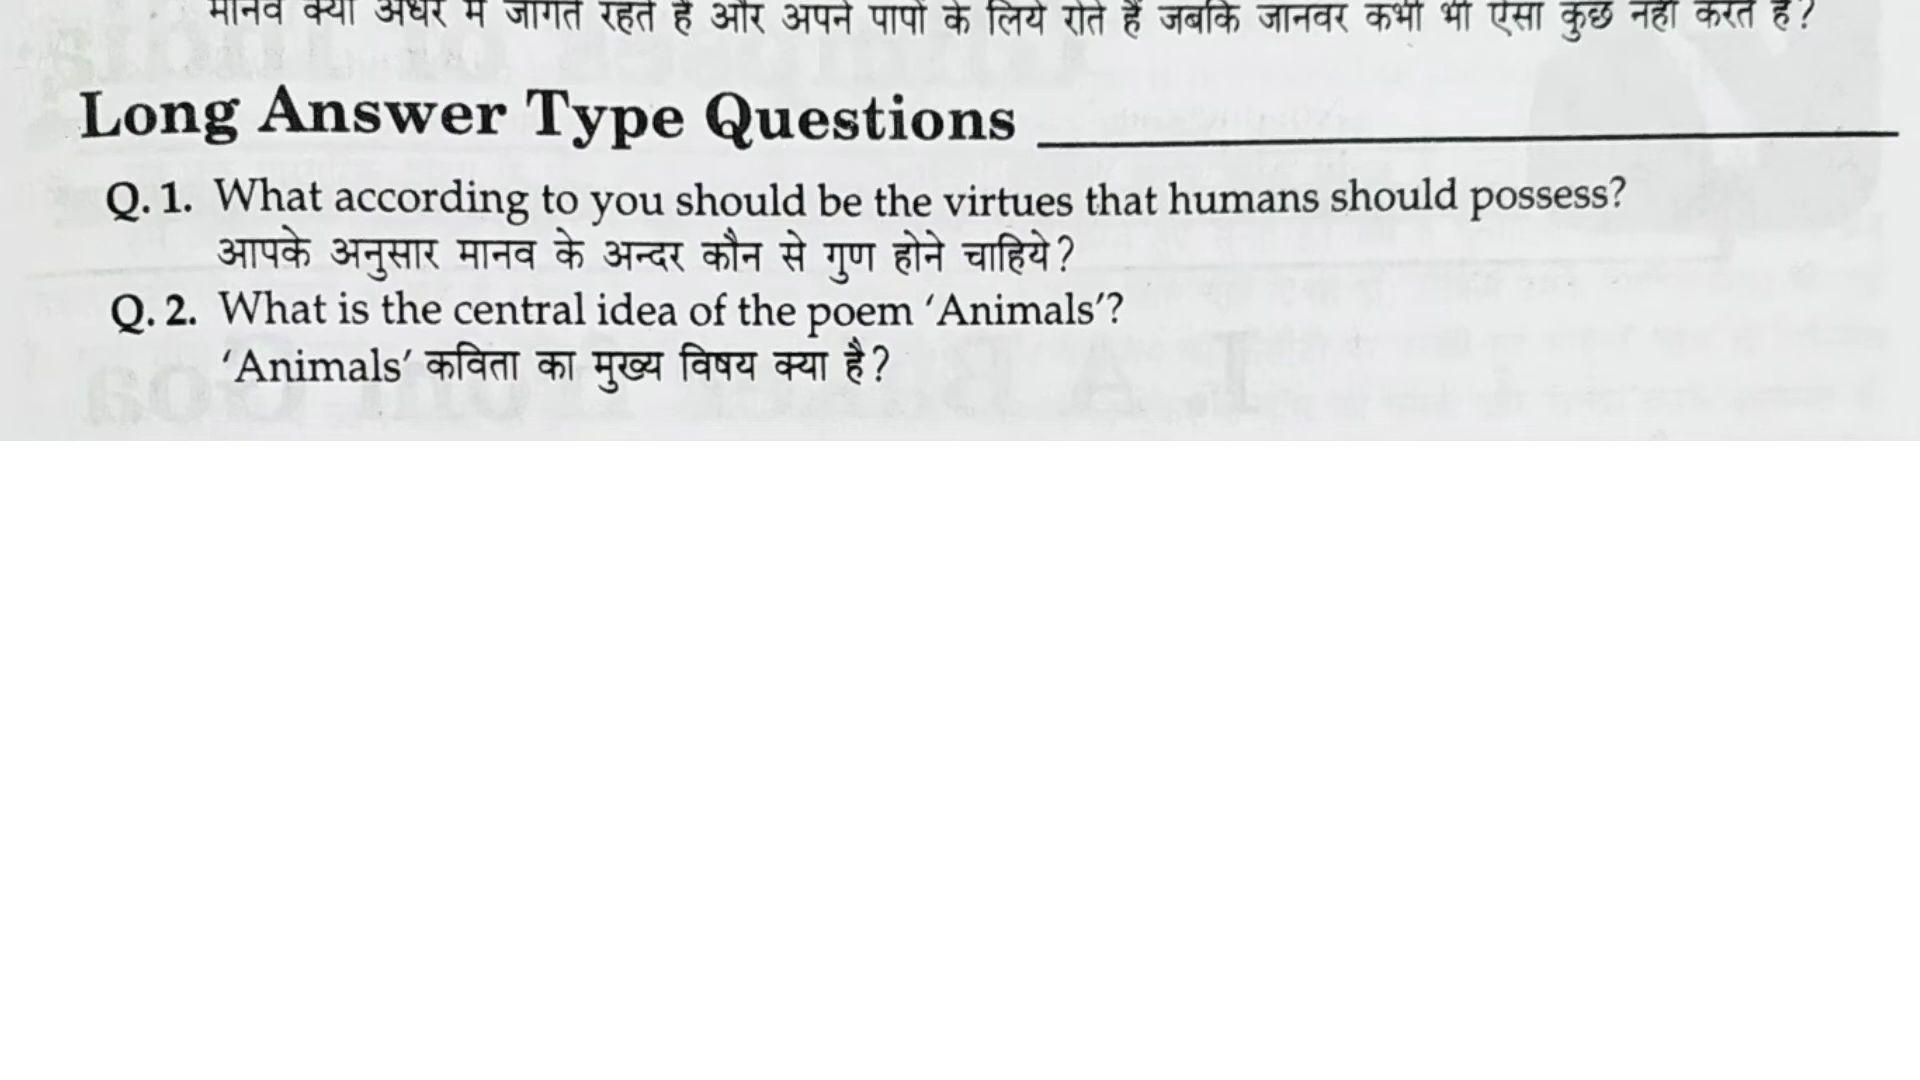 मानव क्यों अंधेरे में जागते रहते हैं और अपने पापों के लिये रोते हैं जबकि जानवर कभी भी ऐसा कुछ नहीं करते हैं?
Long Answer Type Questions
Q. 1. What according to you should be the virtues that humans should possess?
आपके अनुसार मानव के अन्दर कौन से गुण होने चाहिये?
Q. 2. What is the central idea of the poem ‘Animals’?
‘Animals’ कविता का मुख्य विषय क्या है?